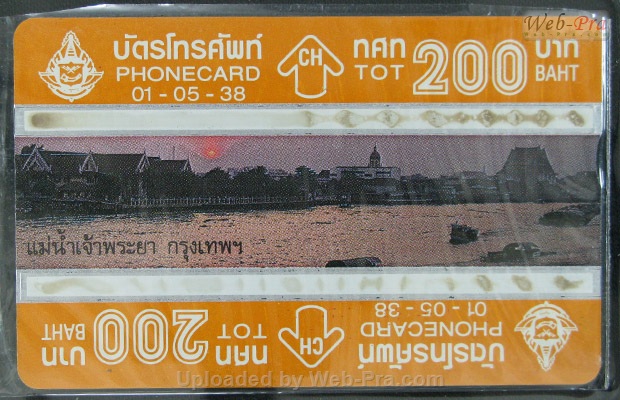 Web-Pra
บัตรโทรศัพท์
PHONECARD
01 - 05 - 38
CH
ทศท
TOT
200
บาท
BAHT
แม่น้ำเจ้าพระยา กรุงเทพฯ
บาท
BAHT
200
ทศท
TOT
CH
บัตรโทรศัพท์
PHONECARD
01 - 05 - 38
Uploaded by Web-Pra.com